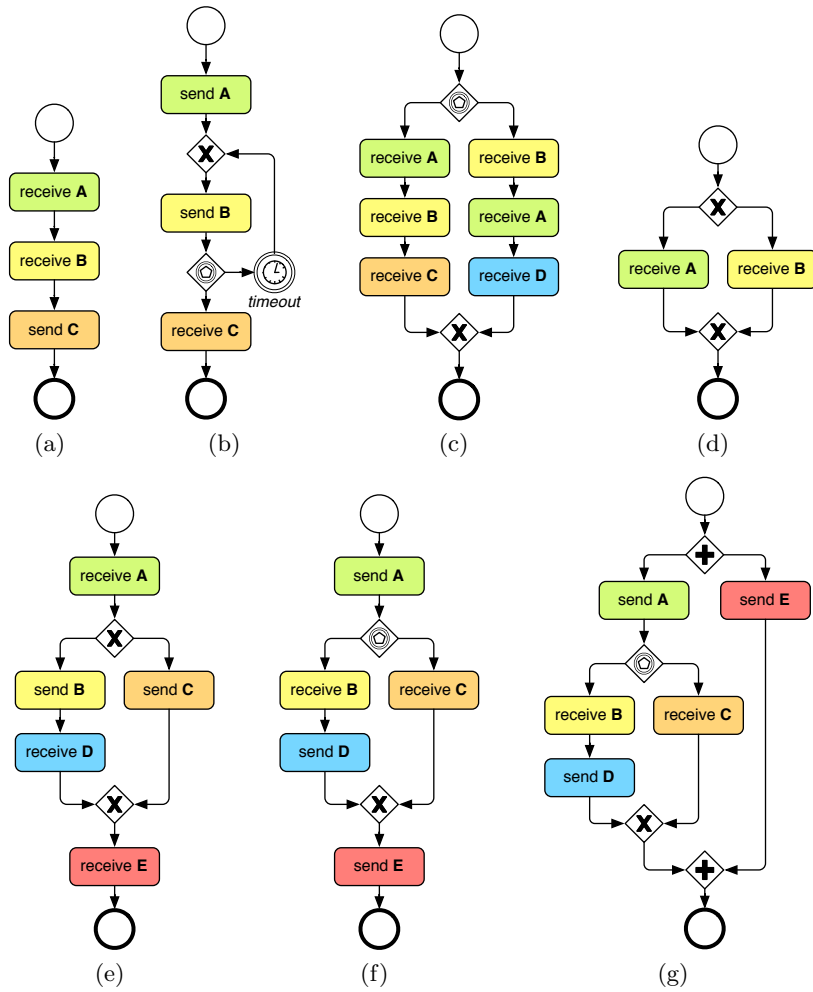 receive A
receive B
send C
(a)
send A
X
send B
timeout
receive C
(b)
receive A
receive B
receive B
receive A
receive C
receive D
X
(c)
X
receive A
receive B
X
(d)
receive A
X
send B
send C
receive D
X
receive E
(e)
send A
receive B
receive C
send D
X
send E
(f)
send A
send E
receive B
receive C
send D
X
(g)